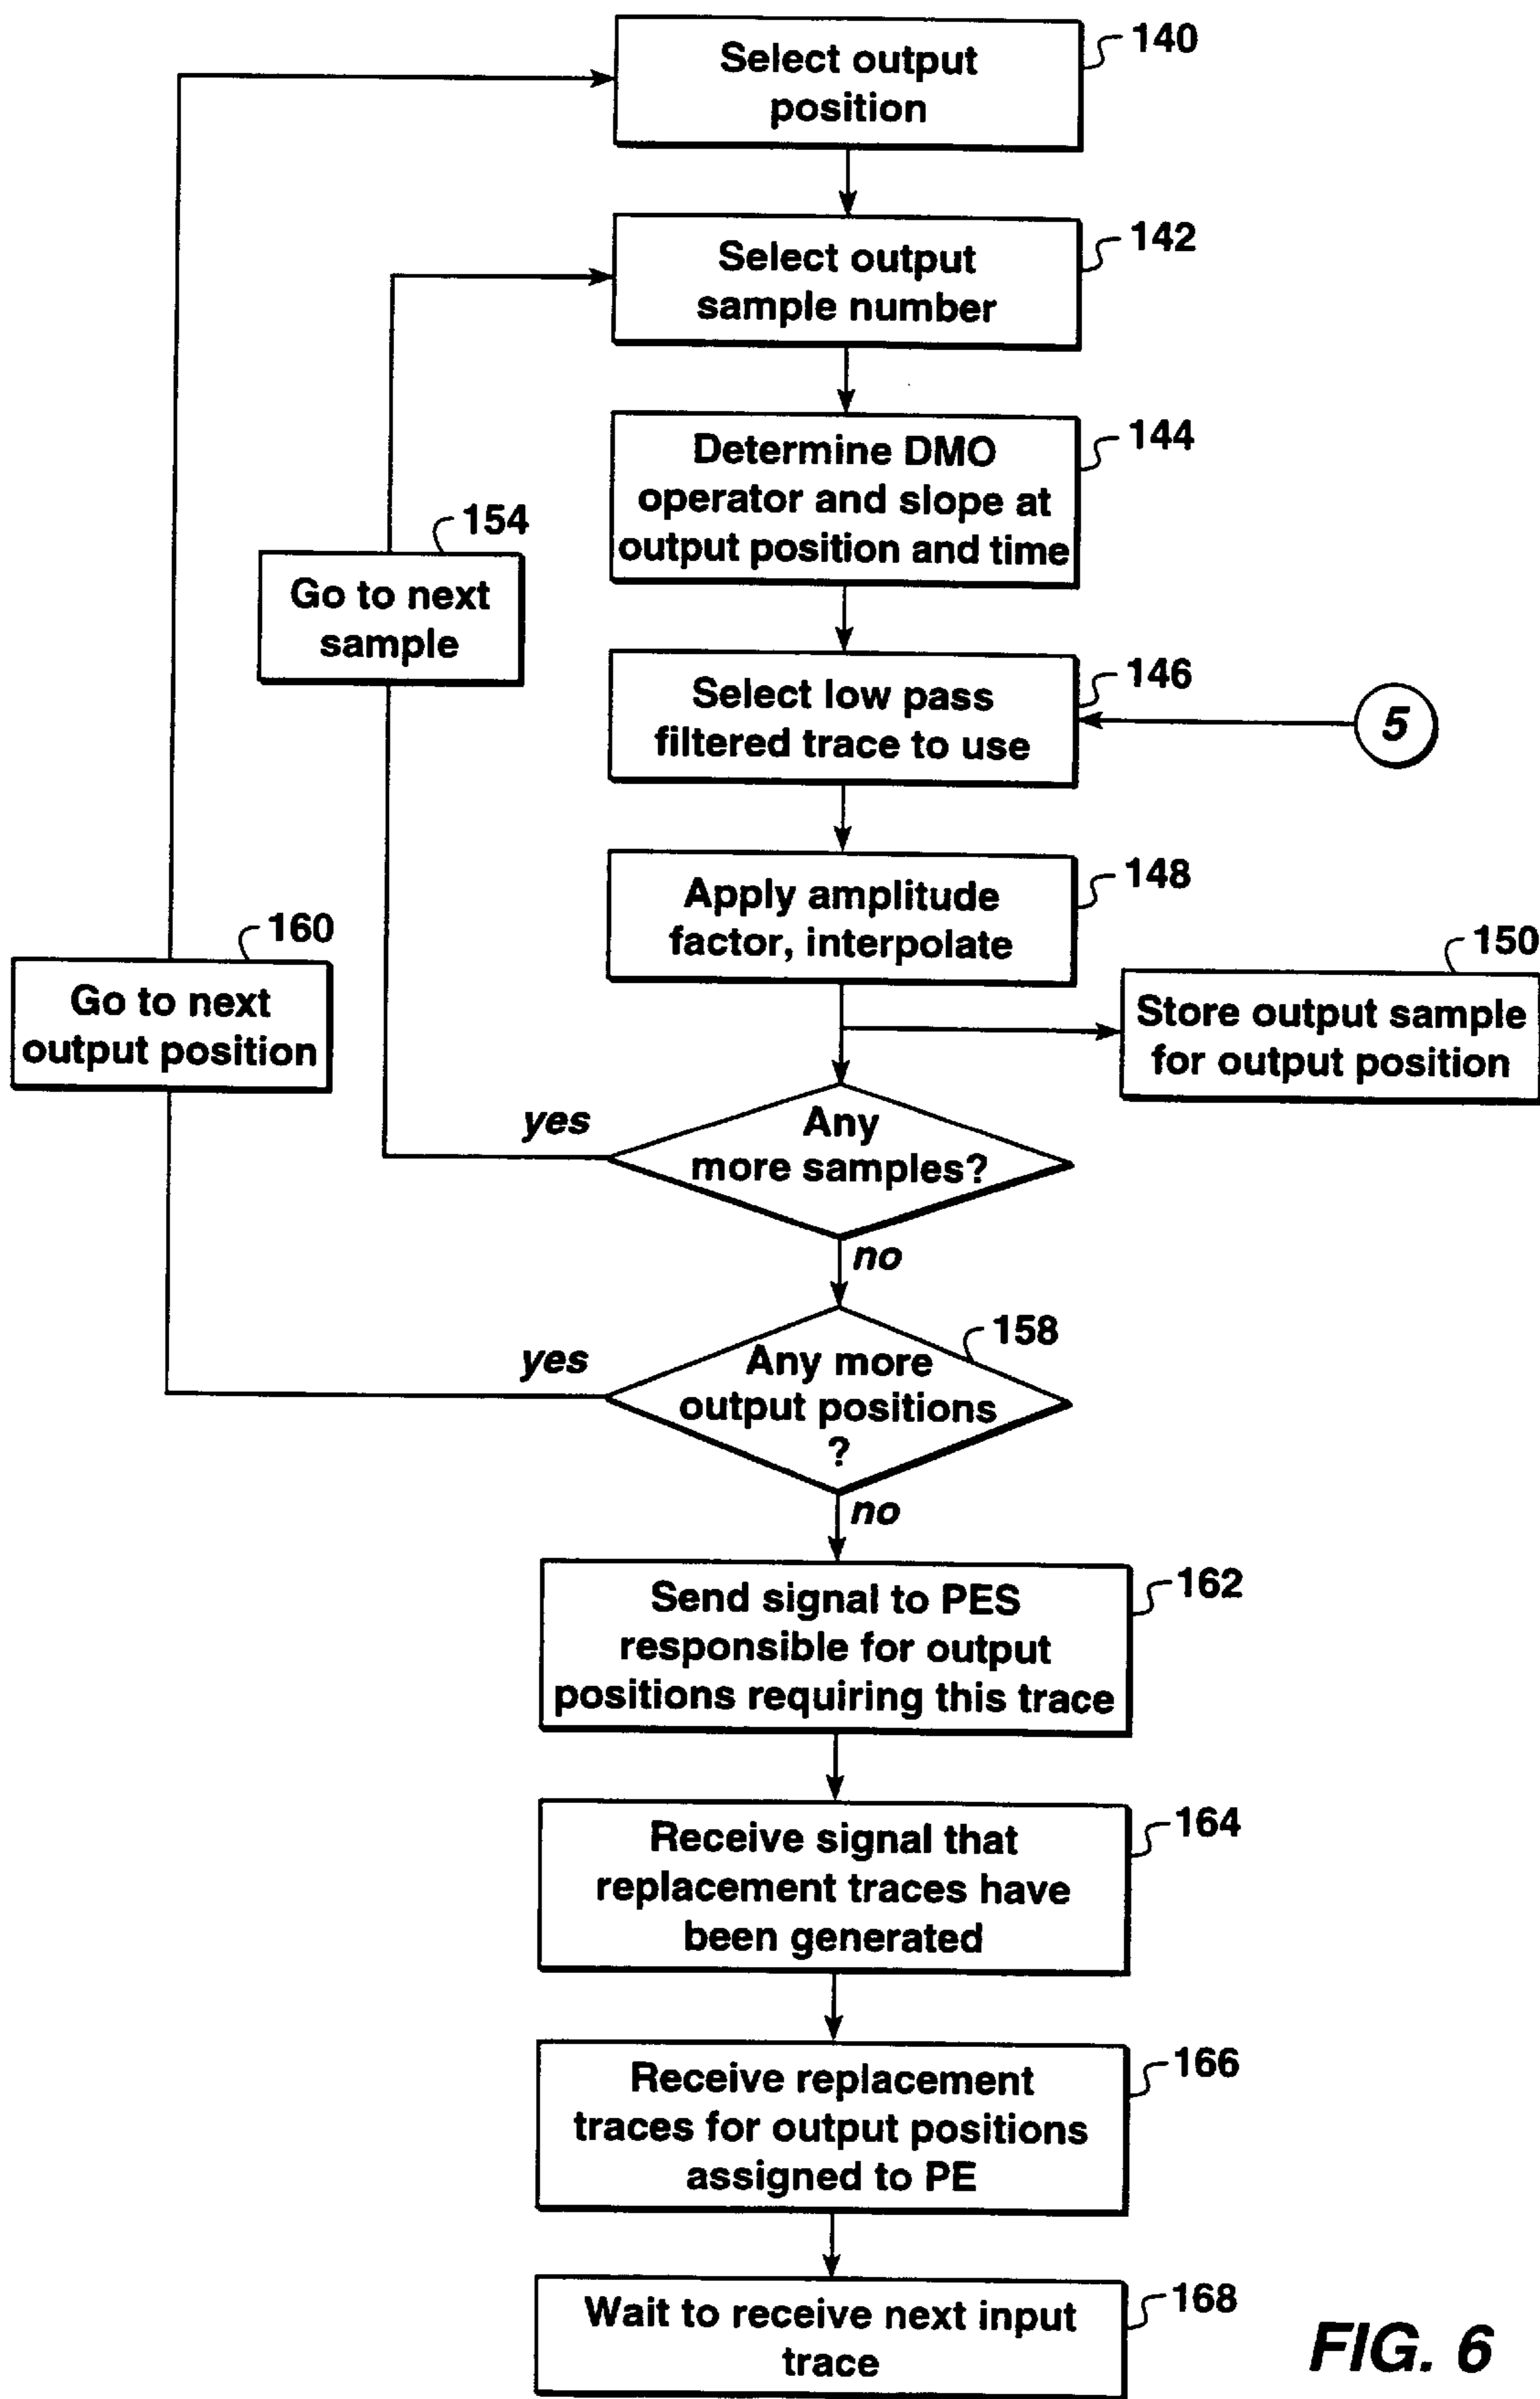 Select output
position
140
Select output
sample number
142
Determine DMO
operator and slope at
output position and time
144
154
Go to next
sample
Select low pass
filtered trace to use
146
5
Apply amplitude
factor, interpolate
148
160
Go to next
output position
150
Store output sample
for output position
yes
Any
more samples?
no
yes
Any more
output positions
?
158
no
Send signal to PES
responsible for output
positions requiring this trace
162
Receive signal that
replacement traces have
been generated
164
Receive replacement
traces for output positions
assigned to PE
166
Wait to receive next input
trace
168
FIG. 6